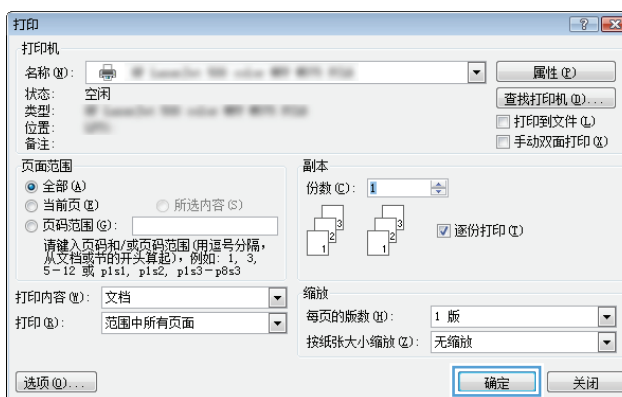 打印
打印机
名称(N):
属性(P)
状态: 空闲
查找打印机(D)...
类型:
位置:
打印到文件(L)
备注:
手动双面打印(X)
页面范围
全部(A)
当前页(E) 所选内容(S)
页码范围(G):
请键入页码和/或页码范围(用逗号分隔,
从文档或节的开头算起),例如: 1, 3,
5-12 或 p1s1, p1s2, p1s3-p8s3
副本
份数(C): 1
3 3
2 2
1 1
逐份打印(T)
打印内容(W): 文档
打印(R): 范围中所有页面
缩放
每页的版数(H): 1 版
按纸张大小缩放(Z): 无缩放
选项(O)...
确定
关闭